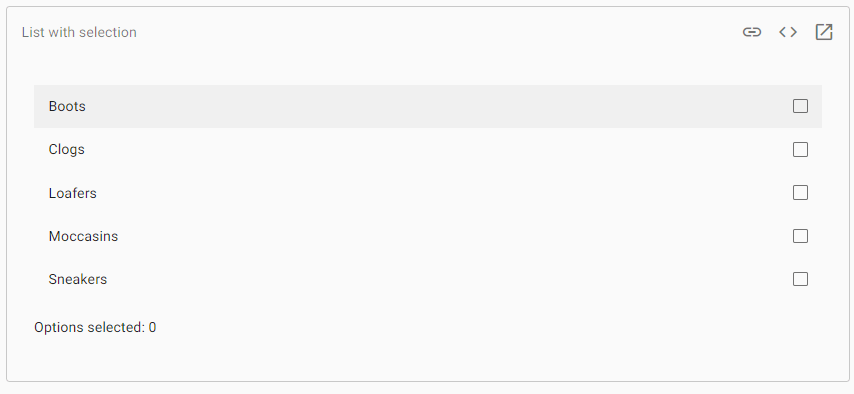 List with selection
Boots
Clogs
Loafers
Moccasins
Sneakers
Options selected: 0